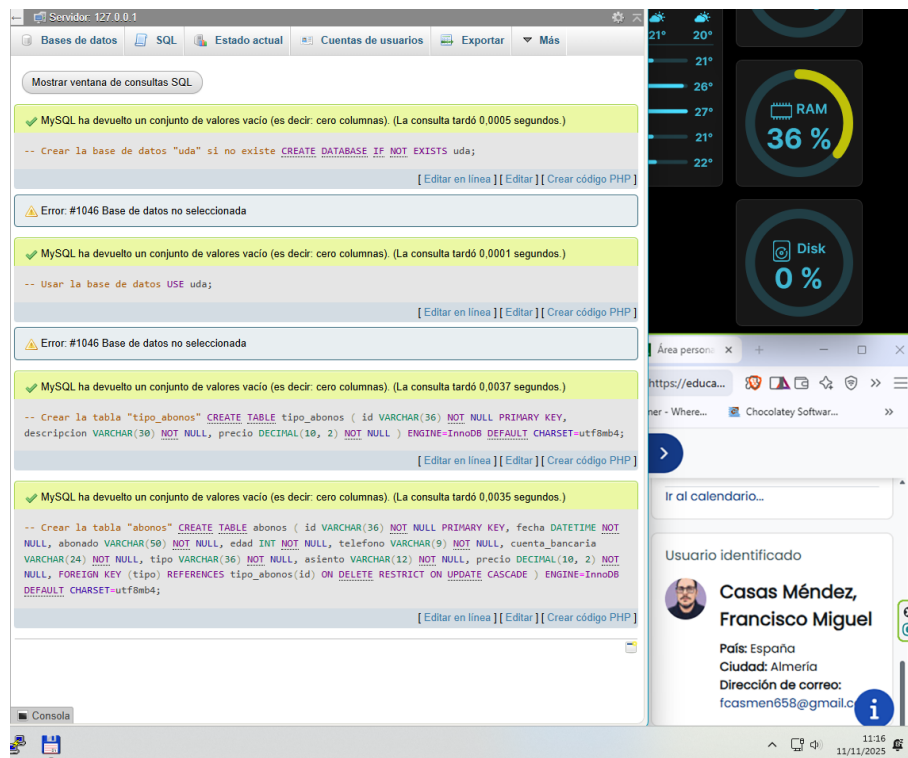 Servidor: 127.0.0.1
Bases de datos SQL Estado actual Cuentas de usuarios Exportar Más
Mostrar ventana de consultas SQL
MySQL ha devuelto un conjunto de valores vacío (es decir: cero columnas). (La consulta tardó 0,0005 segundos.)
-- Crear la base de datos "uda" si no existe CREATE DATABASE IF NOT EXISTS uda;
[ Editar en línea ] [ Editar ] [ Crear código PHP ]
Error: #1046 Base de datos no seleccionada
MySQL ha devuelto un conjunto de valores vacío (es decir: cero columnas). (La consulta tardó 0,0001 segundos.)
-- Usar la base de datos USE uda;
[ Editar en línea ] [ Editar ] [ Crear código PHP ]
Error: #1046 Base de datos no seleccionada
MySQL ha devuelto un conjunto de valores vacío (es decir: cero columnas). (La consulta tardó 0,0037 segundos.)
-- Crear la tabla "tipo_abonos" CREATE TABLE tipo_abonos ( id VARCHAR(36) NOT NULL PRIMARY KEY,
descripcion VARCHAR(30) NOT NULL, precio DECIMAL(10, 2) NOT NULL ) ENGINE=InnoDB DEFAULT CHARSET=utf8mb4;
[ Editar en línea ] [ Editar ] [ Crear código PHP ]
MySQL ha devuelto un conjunto de valores vacío (es decir: cero columnas). (La consulta tardó 0,0035 segundos.)
-- Crear la tabla "abonos" CREATE TABLE abonos ( id VARCHAR(36) NOT NULL PRIMARY KEY, fecha DATETIME NOT
NULL, abonado VARCHAR(50) NOT NULL, edad INT NOT NULL, telefono VARCHAR(9) NOT NULL, cuenta_bancaria
VARCHAR(24) NOT NULL, tipo VARCHAR(36) NOT NULL, asiento VARCHAR(12) NOT NULL, precio DECIMAL(10, 2) NOT
NULL, FOREIGN KEY (tipo) REFERENCES tipo_abonos(id) ON DELETE RESTRICT ON UPDATE CASCADE ) ENGINE=InnoDB
DEFAULT CHARSET=utf8mb4;
[ Editar en línea ] [ Editar ] [ Crear código PHP ]
Consola
21° 20°
21°
26°
27°
21°
22°
RAM
36 %
Disk
0 %
Área persona
https://educa...
ner - Where... Chocolatey Softwar...
Ir al calendario...
Usuario identificado
Casas Méndez,
Francisco Miguel
País: España
Ciudad: Almería
Dirección de correo:
fcasmen658@gmail.c
11:16
11/11/2025